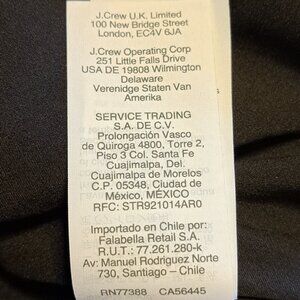 J.Crew U.K. Limited
100 New Bridge Street
London, EC4V 6JA
J.Crew Operating Corp
251 Little Falls Drive
USA DE 19808 Wilmington
Delaware
Verenidge Staten Van
Amerika
SERVICE TRADING
S.A. DE C.V.
Prolongación Vasco
de Quiroga 4800, Torre 2,
Piso 3 Col. Santa Fe
Cuajimalpa, Del.
Cuajimalpa de Morelos
C.P. 05348, Ciudad de
México, MÉXICO
RFC: STR921014AR0
Importado en Chile por:
Falabella Retail S.A.
R.U.T.: 77.261.280-k
Av: Manuel Rodriguez Norte
730, Santiago – Chile
RN77388 CA56445